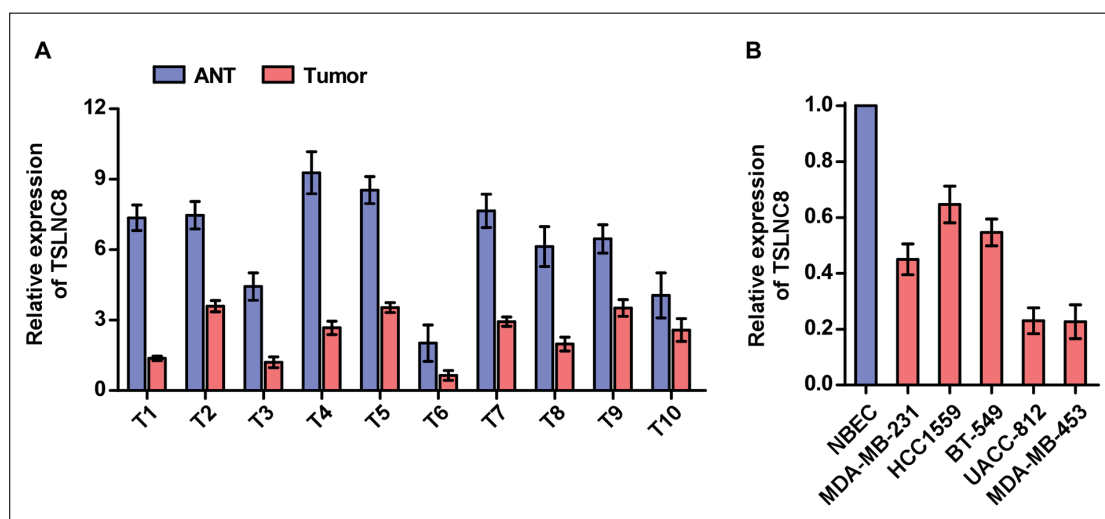 A
ANT Tumor
Relative expression
of TSLNC8
12
9
6
3
0
T1 T2 T3 T4 T5 T6 T7 T8 T9 T10
B
Relative expression
of TSLNC8
1.0
0.8
0.6
0.4
0.2
0.0
NBEC
MDA-MB-231
HCC1559
BT-549
UACC-812
MDA-MB-453